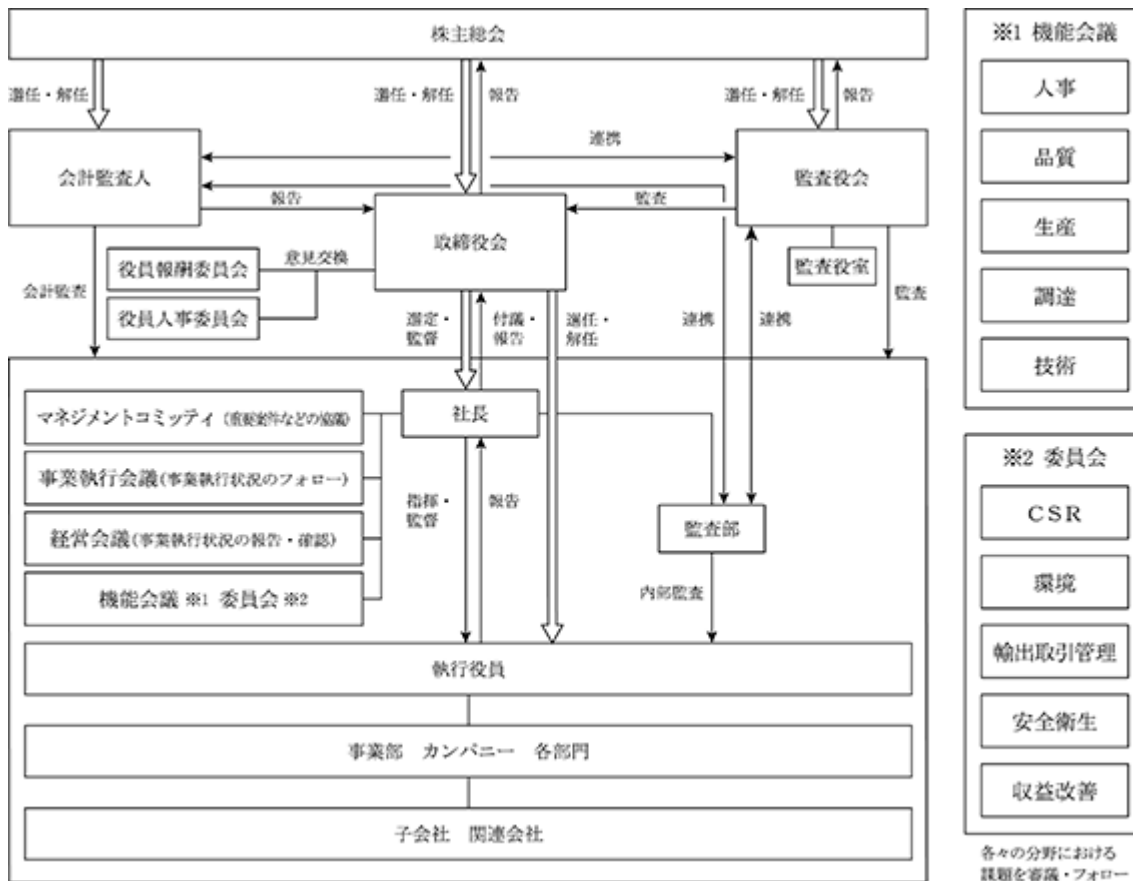 株主総会
選任・解任
選任・解任
報告
選任・解任
報告
会計監査人
連携
監査役会
報告
監査
取締役会
役員報酬委員会
意見交換
監査役室
会計監査
役員人事委員会
監査
選定・
監督
付議・
報告
選任・
解任
連携
連携
マネジメントコミッティ（重要案件などの協議）
社長
事業執行会議（事業執行状況のフォロー）
指揮・
監督
報告
経営会議（事業執行状況の報告・確認）
監査部
機能会議 ※1 委員会 ※2
内部監査
執行役員
事業部 カンパニー 各部門
子会社 関連会社
※1 機能会議
人事
品質
生産
調達
技術
※2 委員会
CSR
環境
輸出取引管理
安全衛生
収益改善
各々の分野における
課題を審議・フォロー